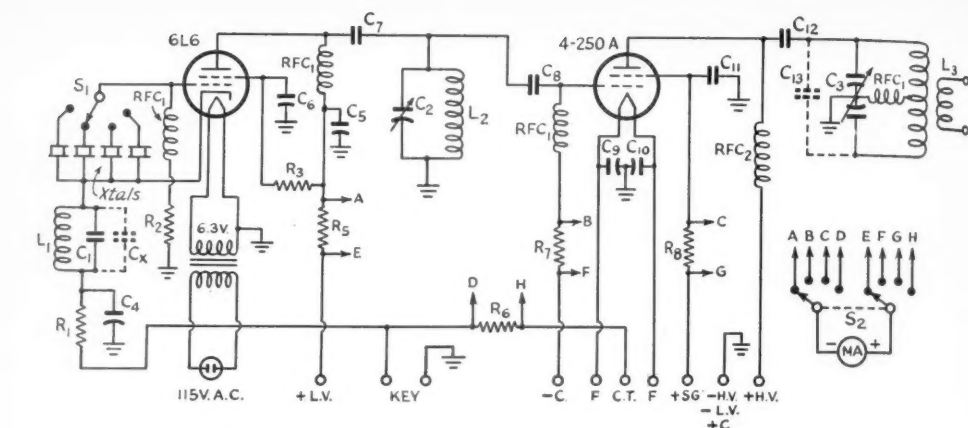 6L6
C7
4-250 A
C12
S1
RFC1
RFC1
C6
C5
C2
L2
C8
RFC1
C11
C13
C3
RFC1
L3
RFC2
Xtals
R3
C9
C10
A
B
C
R2
6.3V.
R5
R7
R8
L1
C1
Cx
E
F
G
A B C D E F G H
C4
D
H
R6
S2
R1
- MA +
115V. A.C.
+ L.V.
KEY
-C.
F
C.T.
F
+SG
-H.V.
-L.V.
+C
+H.V.